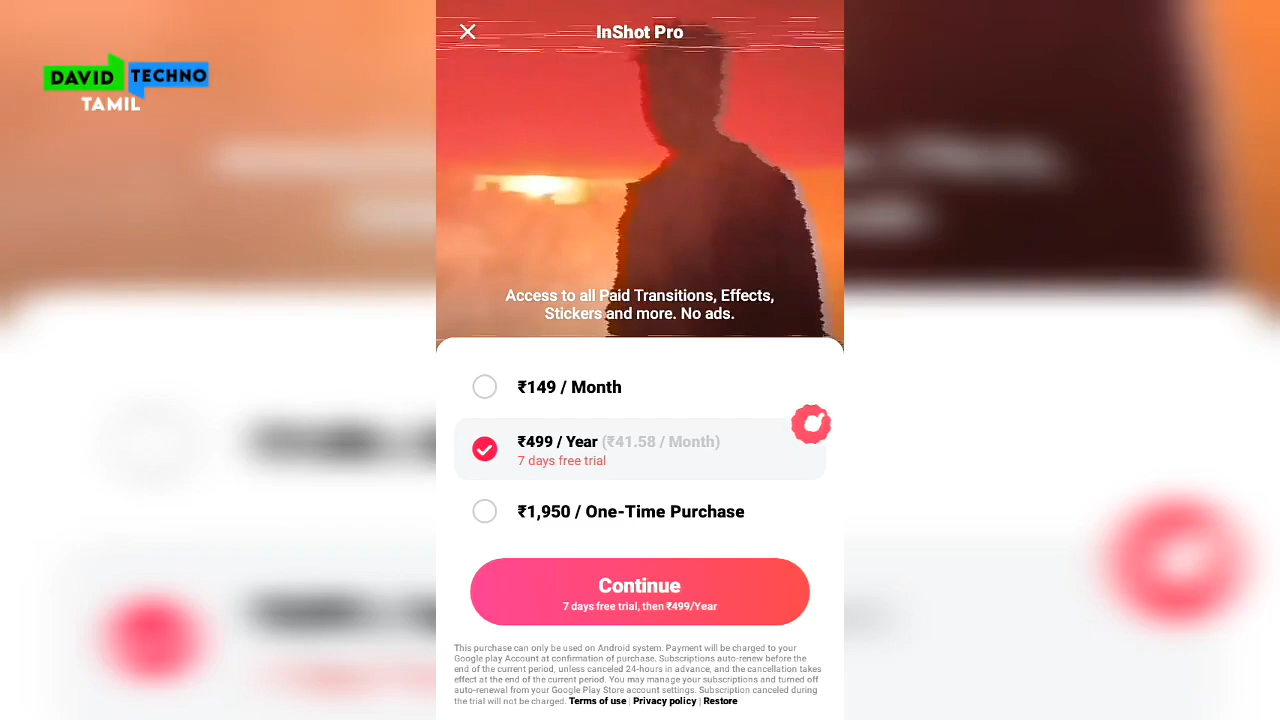 DAVID TECHNO
TAMIL
InShot Pro
Access to all Paid Transitions, Effects,
Stickers and more. No ads.
₹149 / Month
₹499 / Year (₹41.58 / Month)
7 days free trial
₹1,950 / One-Time Purchase
Continue
7 days free trial, then ₹499/Year
This purchase can only be used on Android system. Payment will be charged to your
Google play Account at confirmation of purchase. Subscriptions auto-renew before the
end of the current period, unless canceled 24-hours in advance, and the cancellation takes
effect at the end of the current period. You may manage your subscriptions and turned off
auto-renewal from your Google Play Store account settings. Subscription canceled during
the trial will not be charged. Terms of use | Privacy policy | Restore